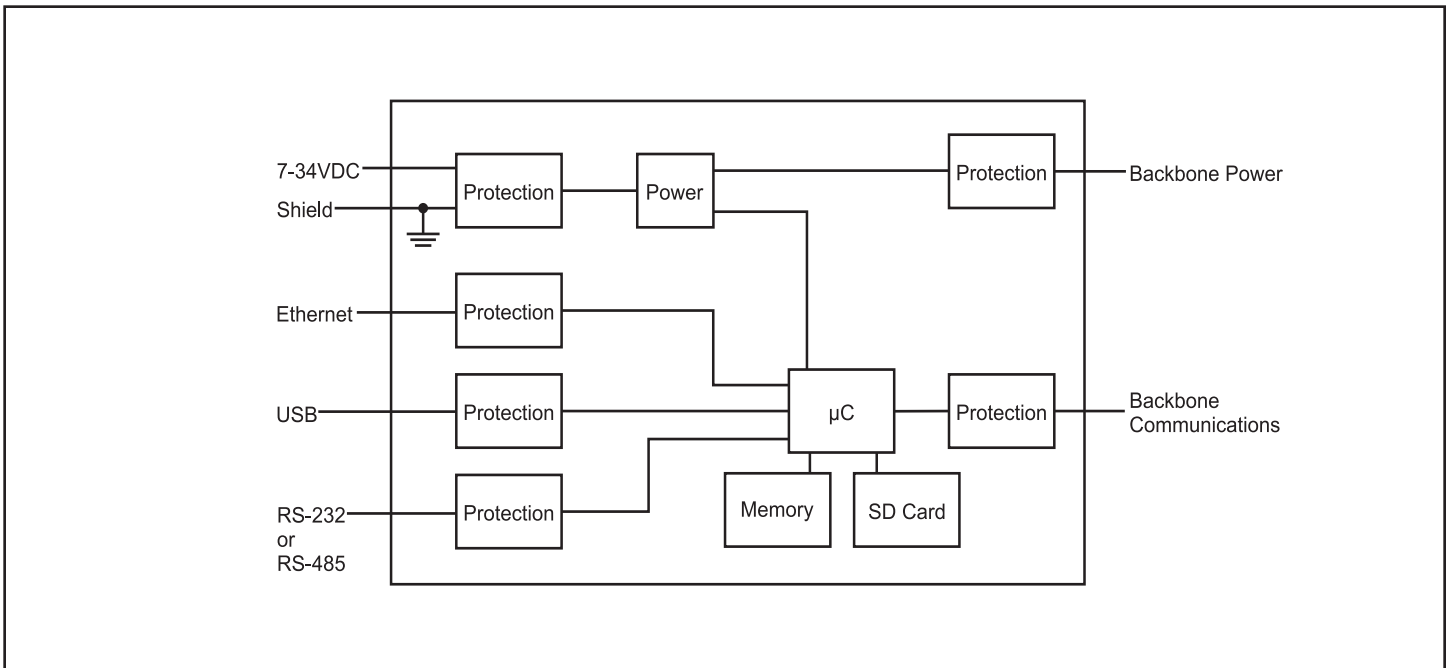 7-34VDC
Shield
Protection
Power
Protection
Backbone Power
Ethernet
Protection
USB
Protection
µC
Protection
Backbone
Communications
RS-232
or
RS-485
Protection
Memory
SD Card